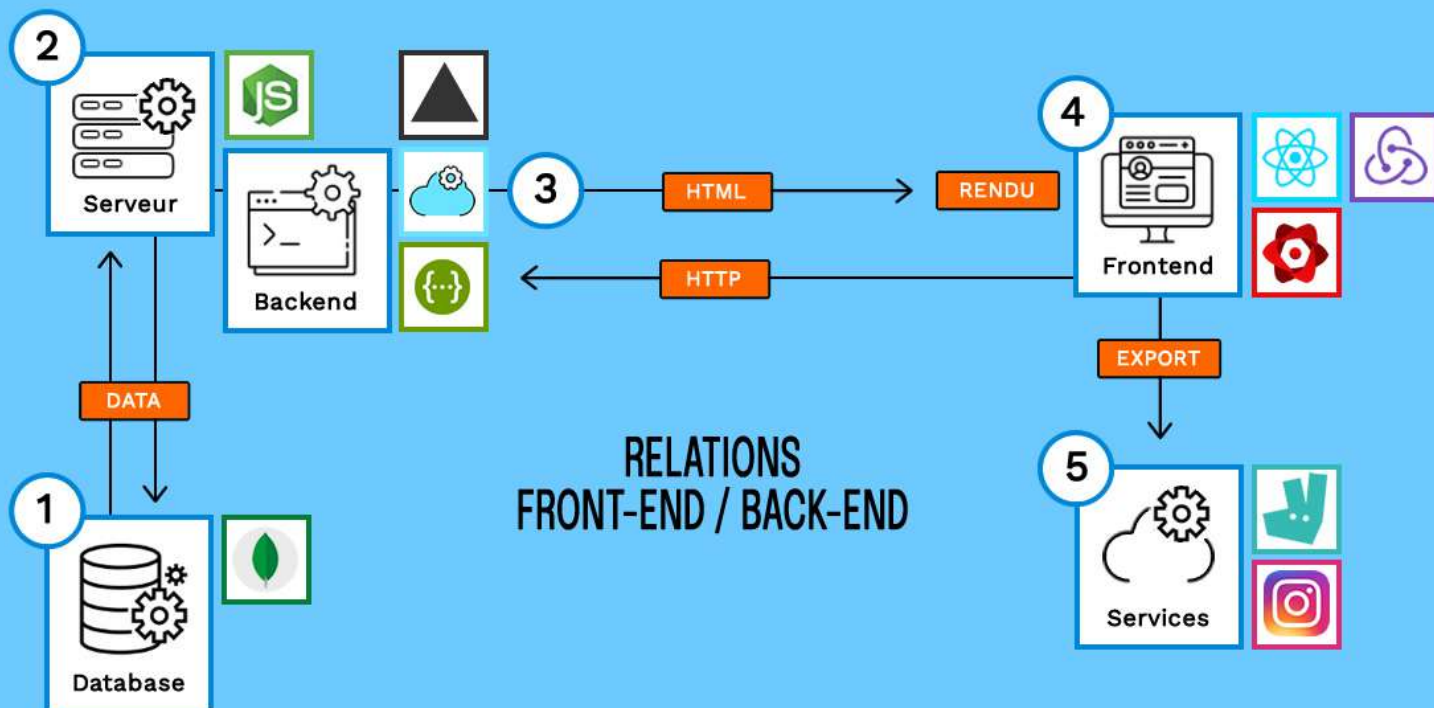 2
Serveur
JS
Backend
{...}
3
HTML
RENDU
HTTP
4
Frontend
EXPORT
DATA
1
Database
RELATIONS
FRONT-END / BACK-END
5
Services